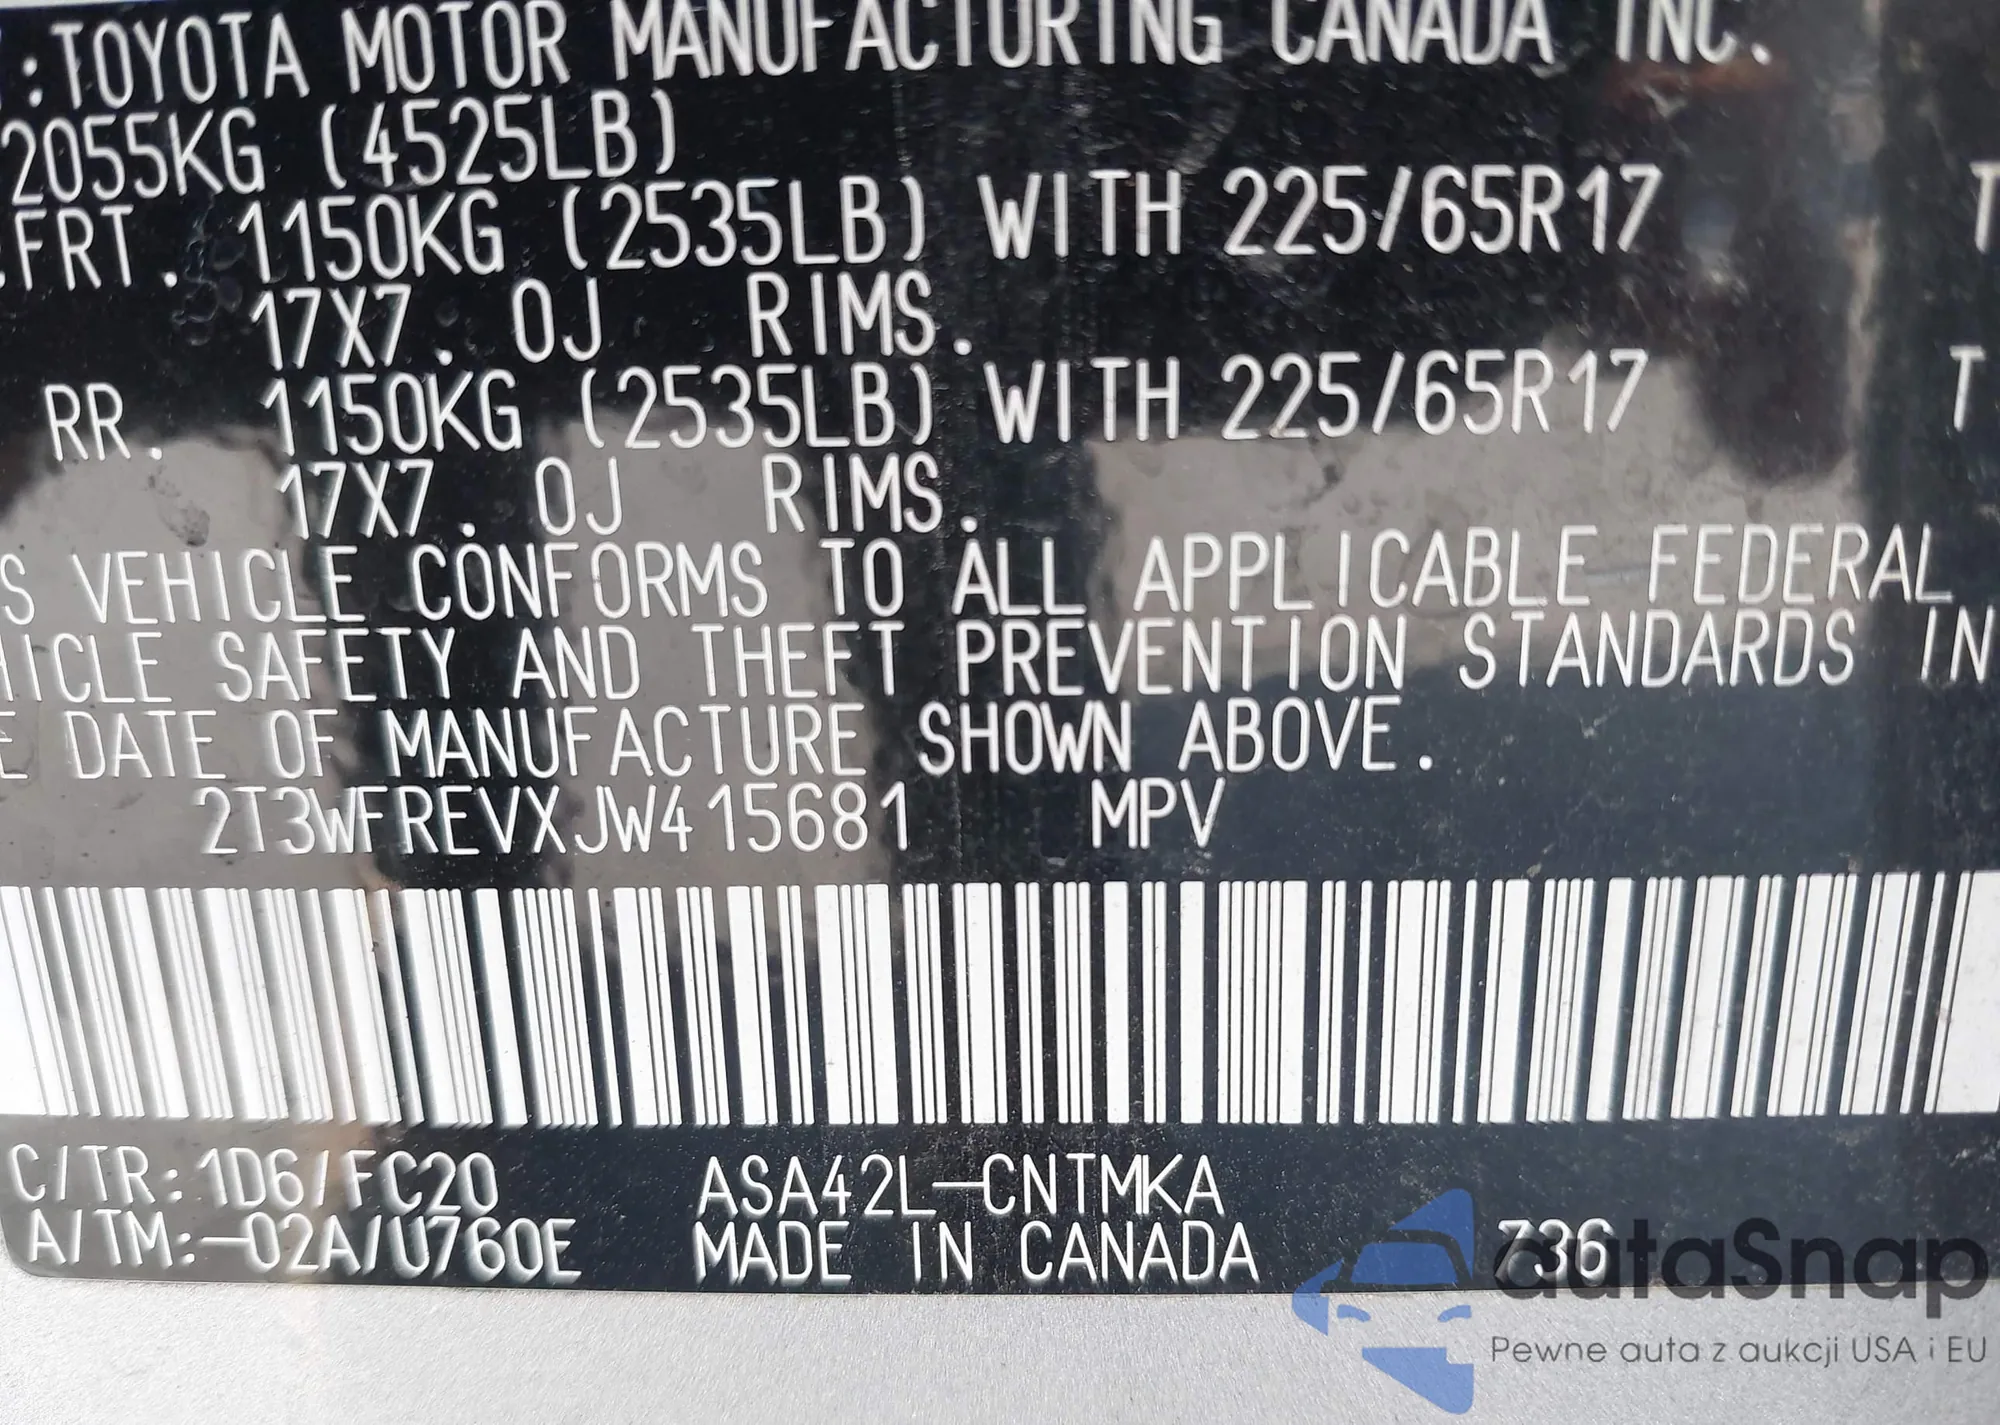 :TOYOTA MOTOR MANUFACTURING CANADA INC.
2055KG (4525LB)
.FRT. 1150KG (2535LB) WITH 225/65R17 T
17X7. 0J RIMS.
RR. 1150KG (2535LB) WITH 225/65R17 T
17X7. 0J RIMS.
S VEHICLE CONFORMS TO ALL APPLICABLE FEDERAL
HICLE SAFETY AND THEFT PREVENTION STANDARDS IN
E DATE OF MANUFACTURE SHOWN ABOVE.
2T3WFREVXJW415681 MPV
C/TR:1D6/FC20 ASA42L-CNTMKA
A/TM:-02A/U760E MADE IN CANADA 736
autaSnap
Pewne auta z aukcji USA i EU